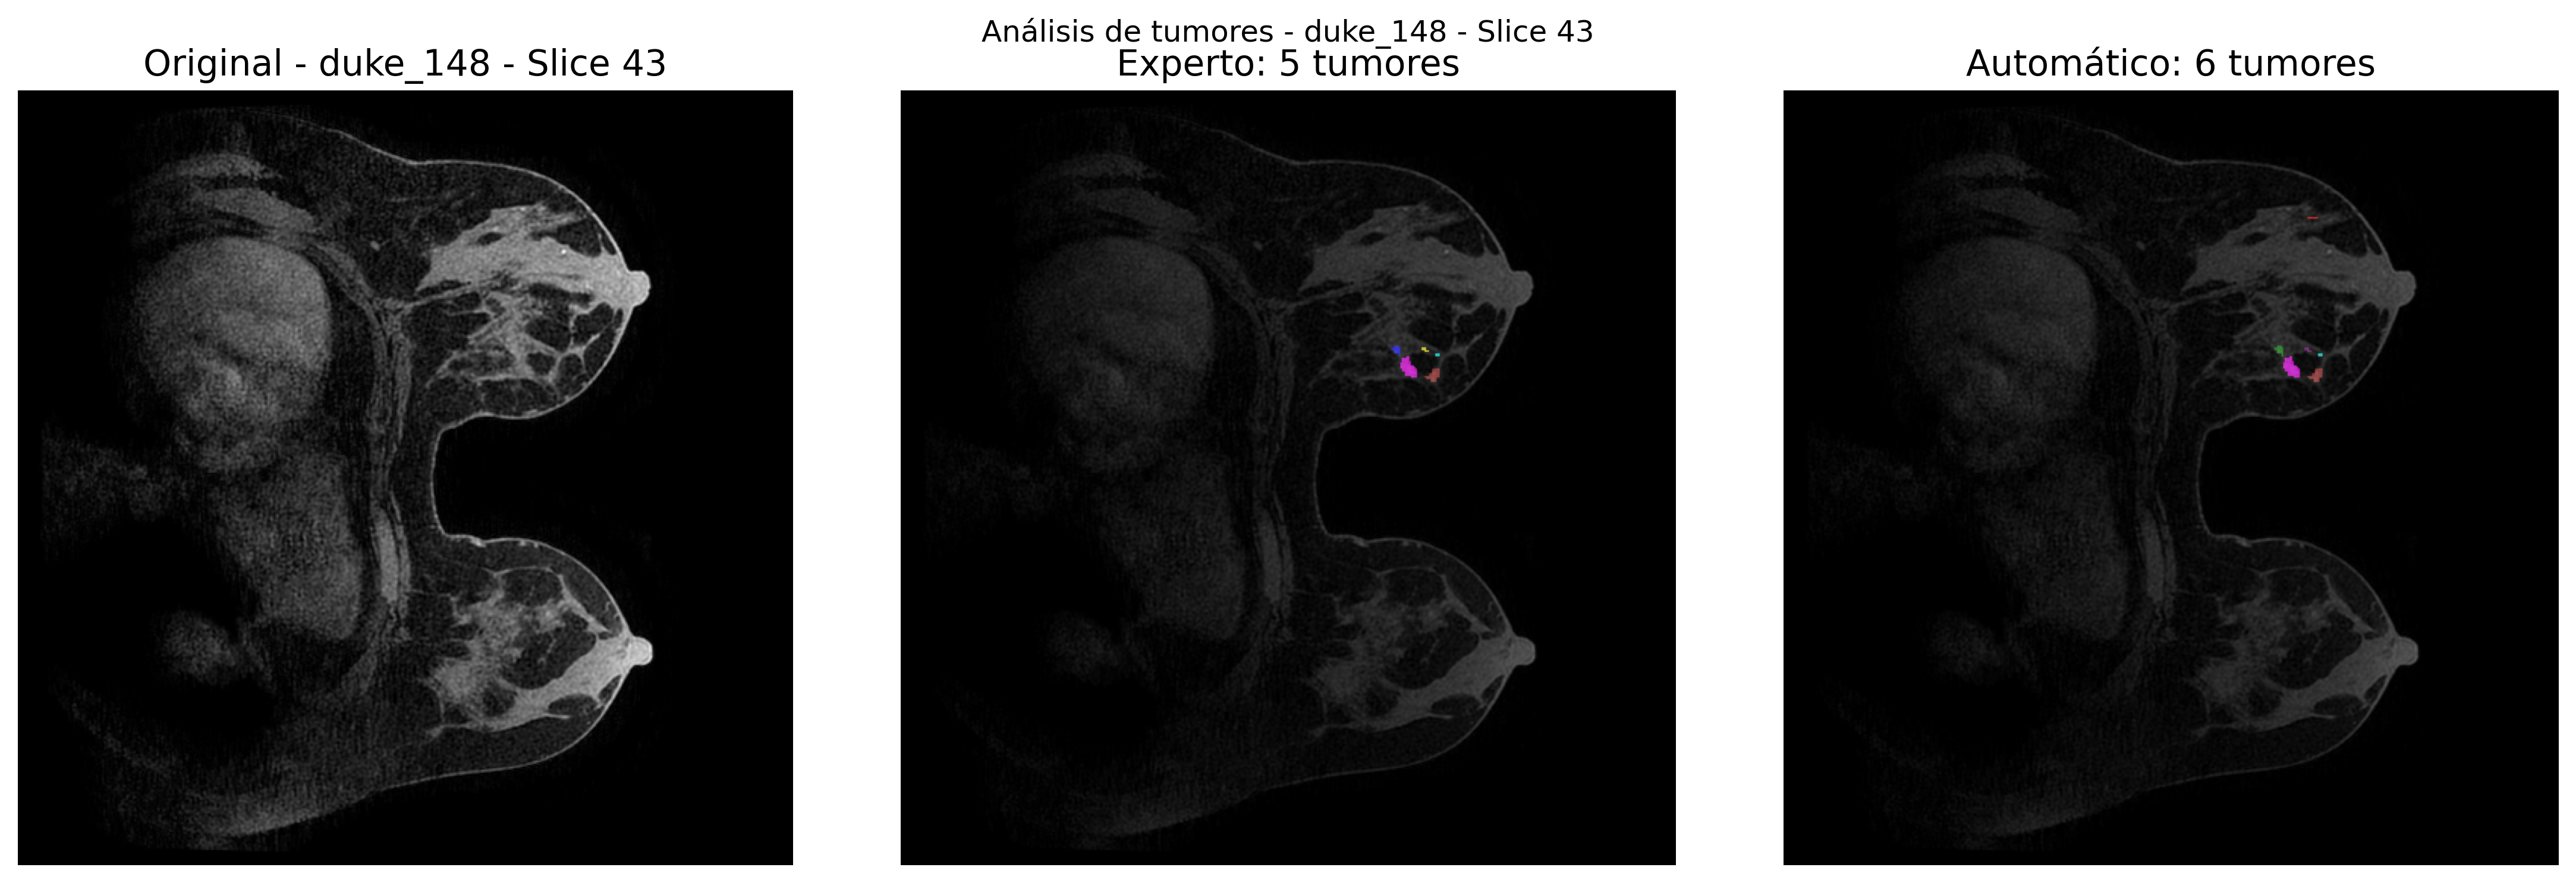 Análisis de tumores - duke_148 - Slice 43
Original - duke_148 - Slice 43
Experto: 5 tumores
Automático: 6 tumores